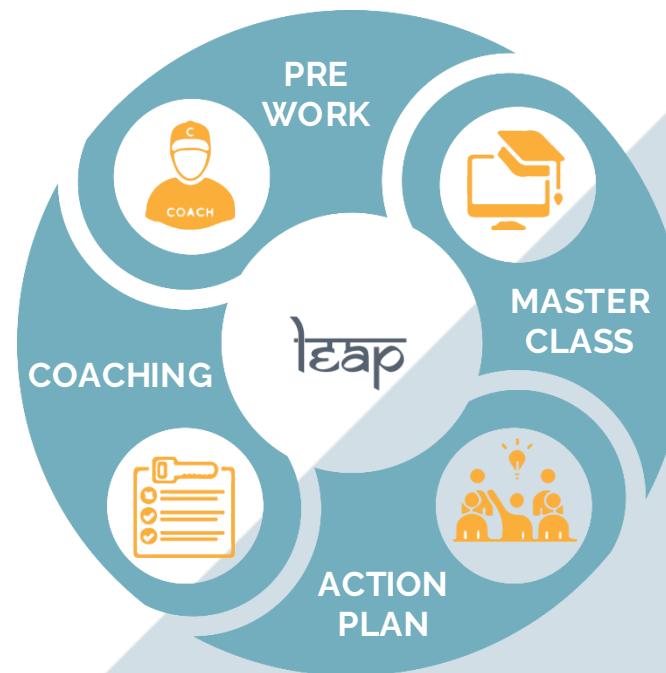 PRE
WORK
C
COACH
MASTER
CLASS
leap
COACHING
ACTION
PLAN